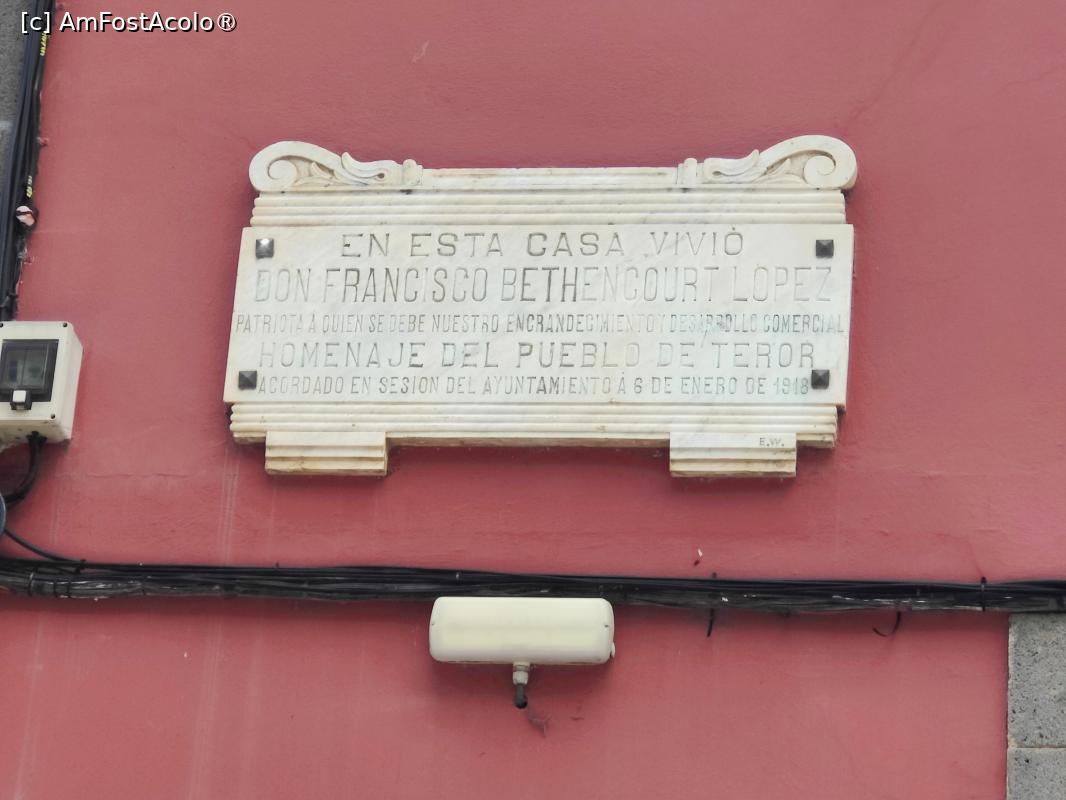 [c] AmFostAcolo®
EN ESTA CASA VIVIÓ
DON FRANCISCO BETHENCOURT LOPEZ
PATRIOTA A QUIEN SE DEBE NUESTRO ENGRANDECIMIENTO Y DESARROLLO COMERCIAL
HOMENAJE DEL PUEBLO DE TEROR
ACORDADO EN SESION DEL AYUNTAMIENTO Á 6 DE ENERO DE 1918
E.W.